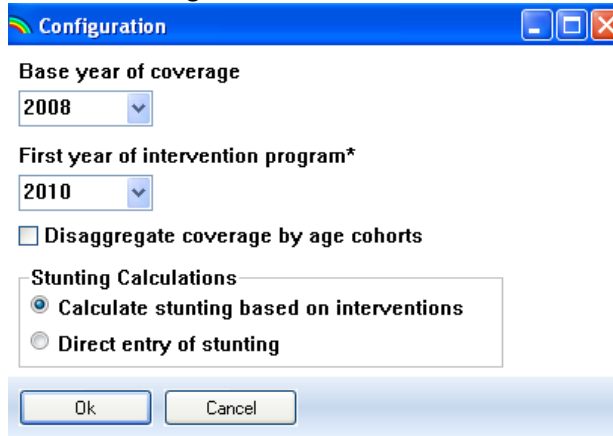 Configuration
Base year of coverage
2008
First year of intervention program*
2010
Disaggregate coverage by age cohorts
Stunting Calculations
Calculate stunting based on interventions
Direct entry of stunting
Ok Cancel